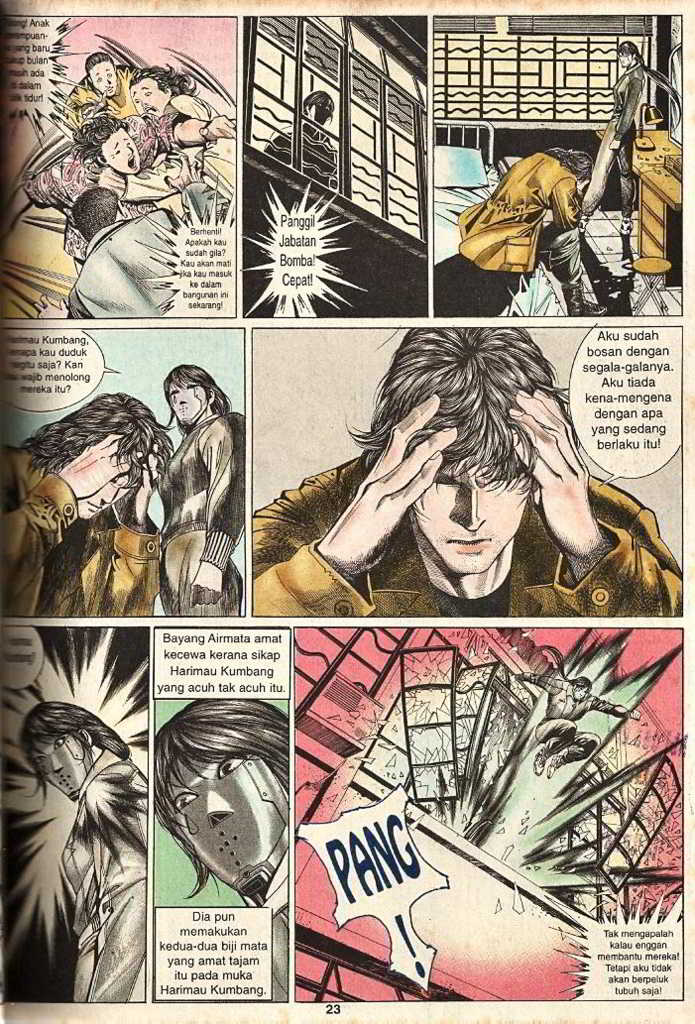 Anak
yang baru
bulan
ada
dalam
tidur!
Berhenti!
Apakah kau
sudah gila?
Kau akan mati
jika kau masuk
ke dalam
bangunan ini
sekarang!
Panggil
Jabatan
Bomba!
Cepat!
Harimau Kumbang,
kau duduk
saja? Kan
wajib menolong
mereka itu?
Aku sudah
bosan dengan
segala-galanya.
Aku tiada
kena-mengena
dengan apa
yang sedang
berlaku itu!
Bayang Airmata amat
kecewa kerana sikap
Harimau Kumbang
yang acuh tak acuh itu.
Dia pun
memakukan
kedua-dua biji mata
yang amat tajam
itu pada muka
Harimau Kumbang.
PANG
!
Tak mengapalah
kalau enggan
membantu mereka!
Tetapi aku tidak
akan berpeluk
tubuh saja!
23